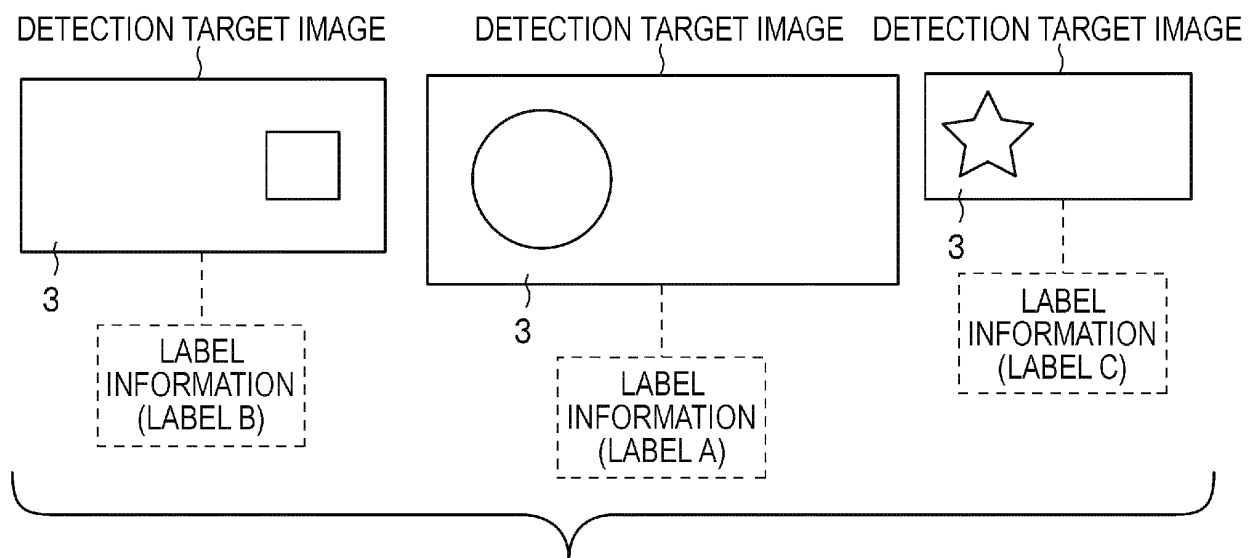 DETECTION TARGET IMAGE
DETECTION TARGET IMAGE
DETECTION TARGET IMAGE
3
3
3
LABEL
INFORMATION
(LABEL B)
LABEL
INFORMATION
(LABEL A)
LABEL
INFORMATION
(LABEL C)